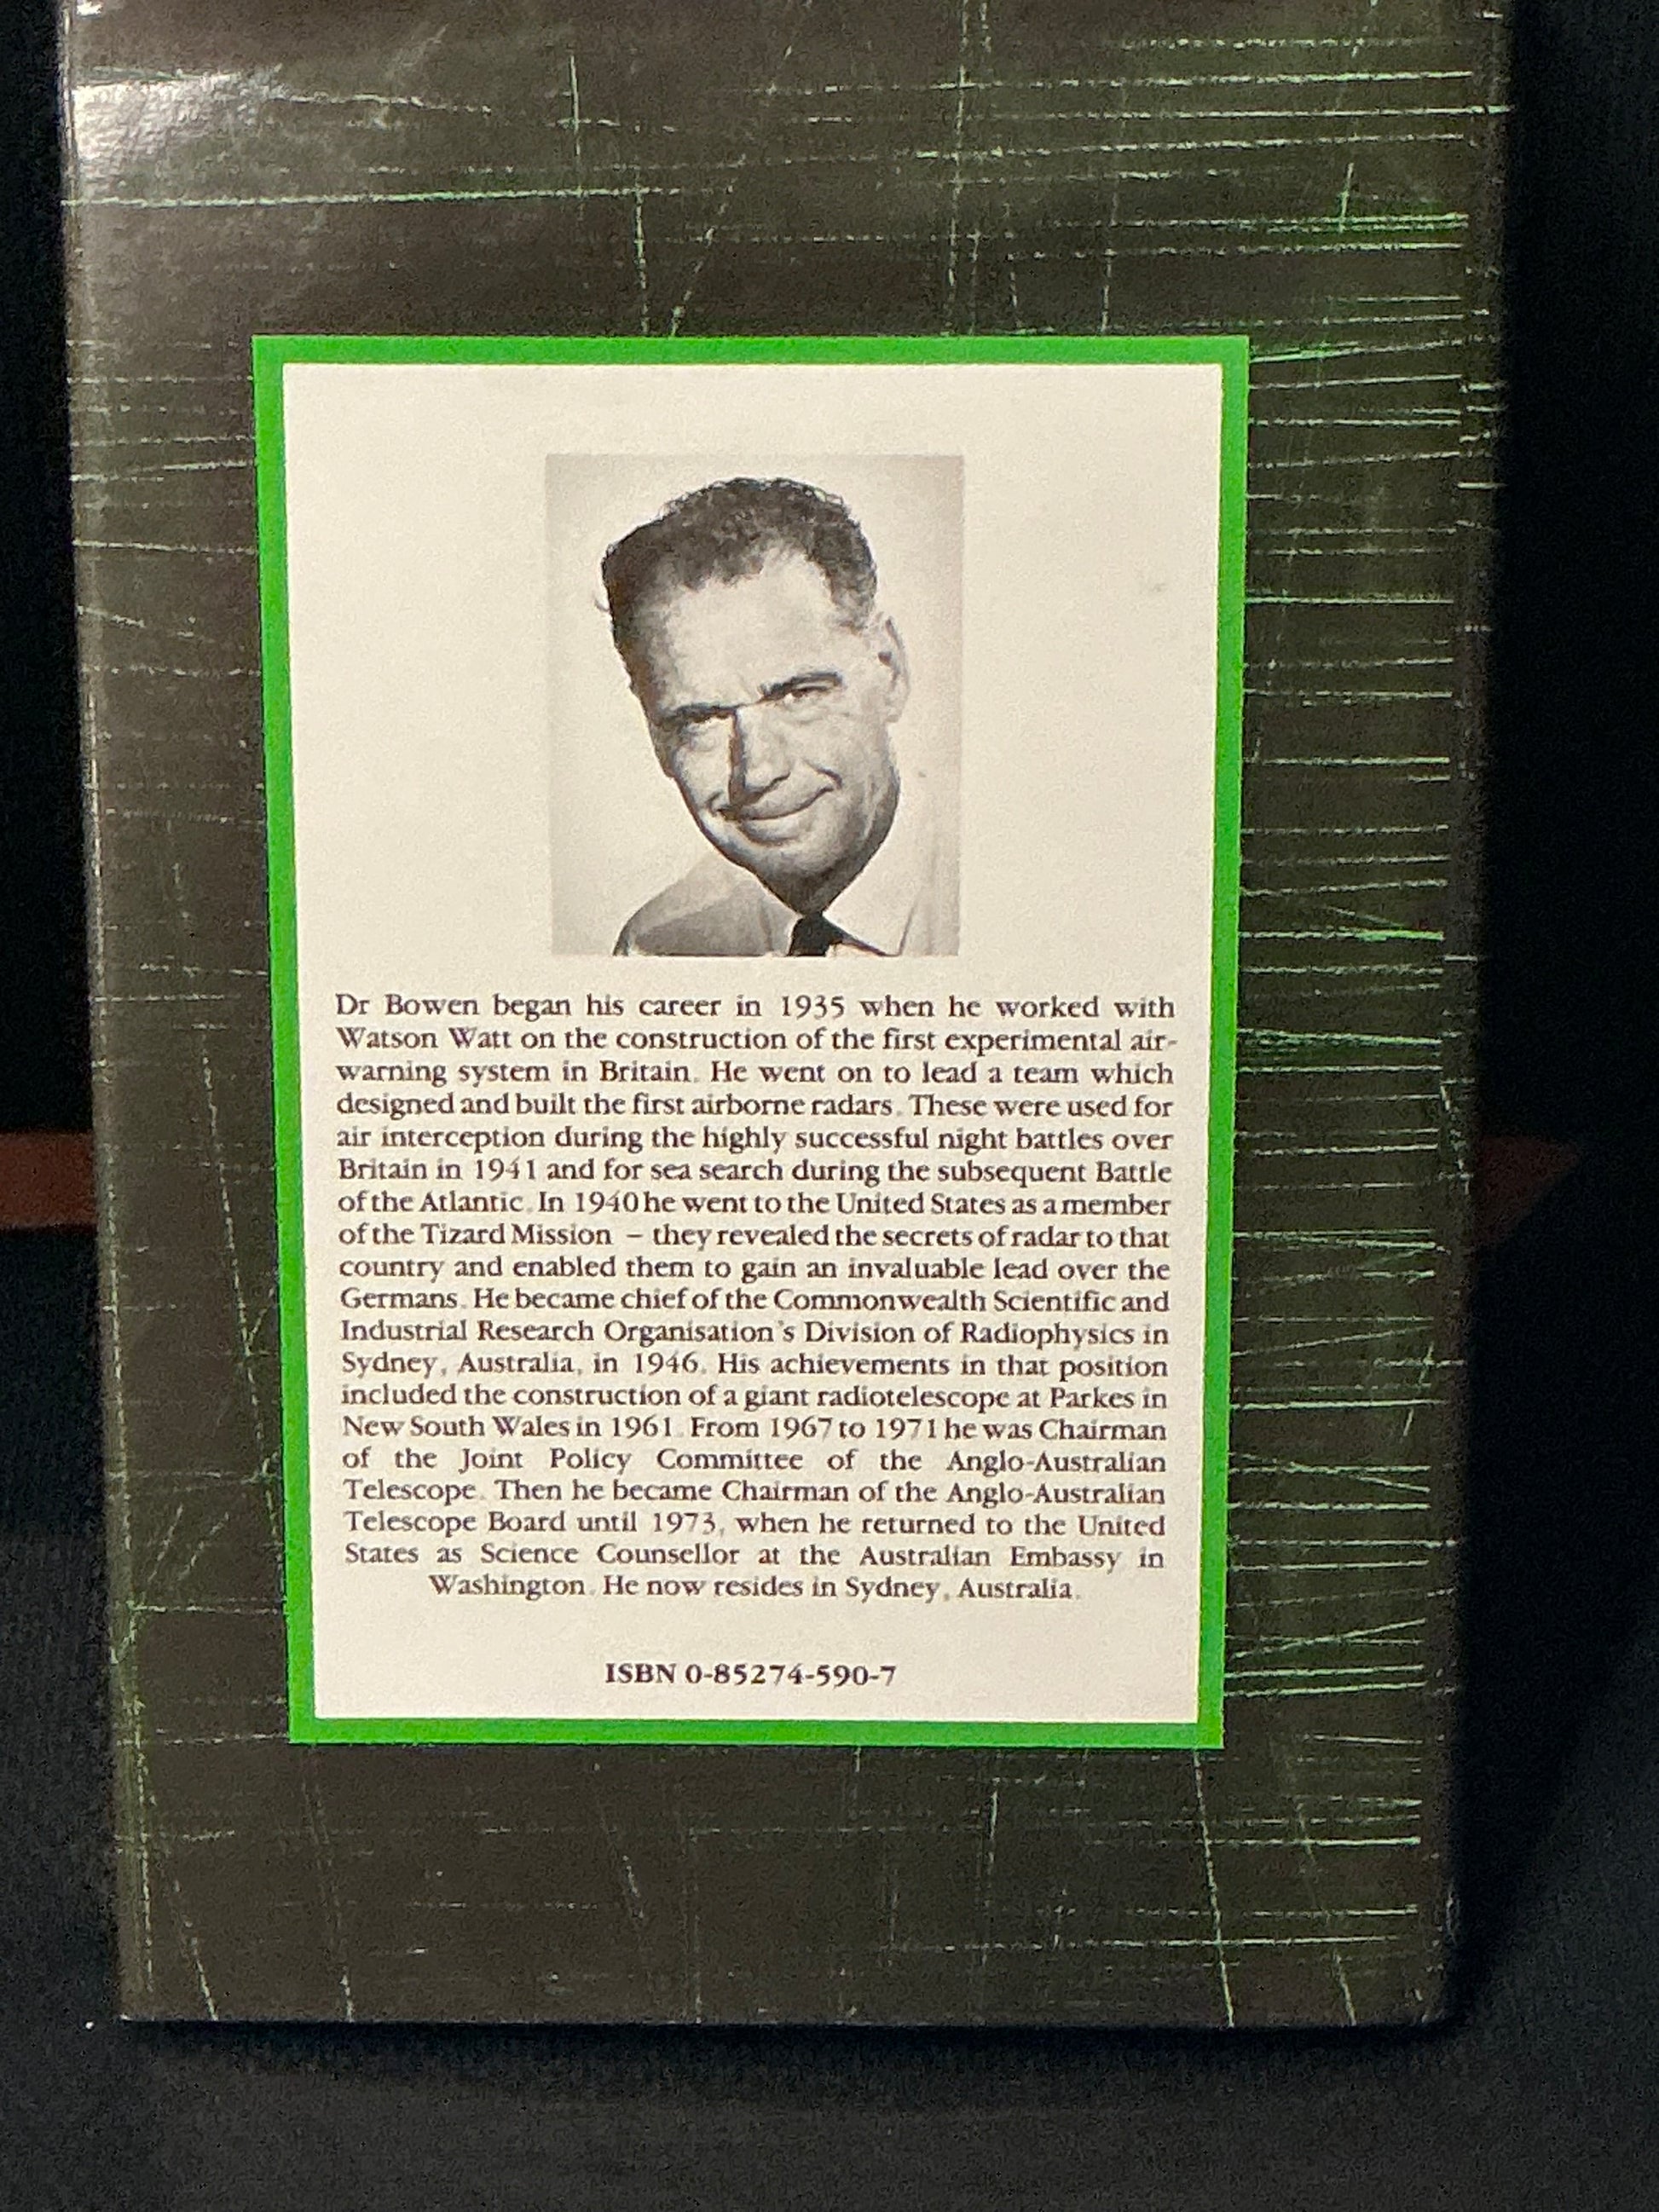 Dr Bowen began his career in 1935 when he worked with
Watson Watt on the construction of the first experimental air-
warning system in Britain. He went on to lead a team which
designed and built the first airborne radars. These were used for
air interception during the highly successful night battles over
Britain in 1941 and for sea search during the subsequent Battle
of the Atlantic. In 1940 he went to the United States as a member
of the Tizard Mission – they revealed the secrets of radar to that
country and enabled them to gain an invaluable lead over the
Germans. He became chief of the Commonwealth Scientific and
Industrial Research Organisation's Division of Radiophysics in
Sydney, Australia, in 1946. His achievements in that position
included the construction of a giant radiotelescope at Parkes in
New South Wales in 1961. From 1967 to 1971 he was Chairman
of the Joint Policy Committee of the Anglo-Australian
Telescope. Then he became Chairman of the Anglo-Australian
Telescope Board until 1973, when he returned to the United
States as Science Counsellor at the Australian Embassy in
Washington. He now resides in Sydney, Australia.
ISBN 0-85274-590-7